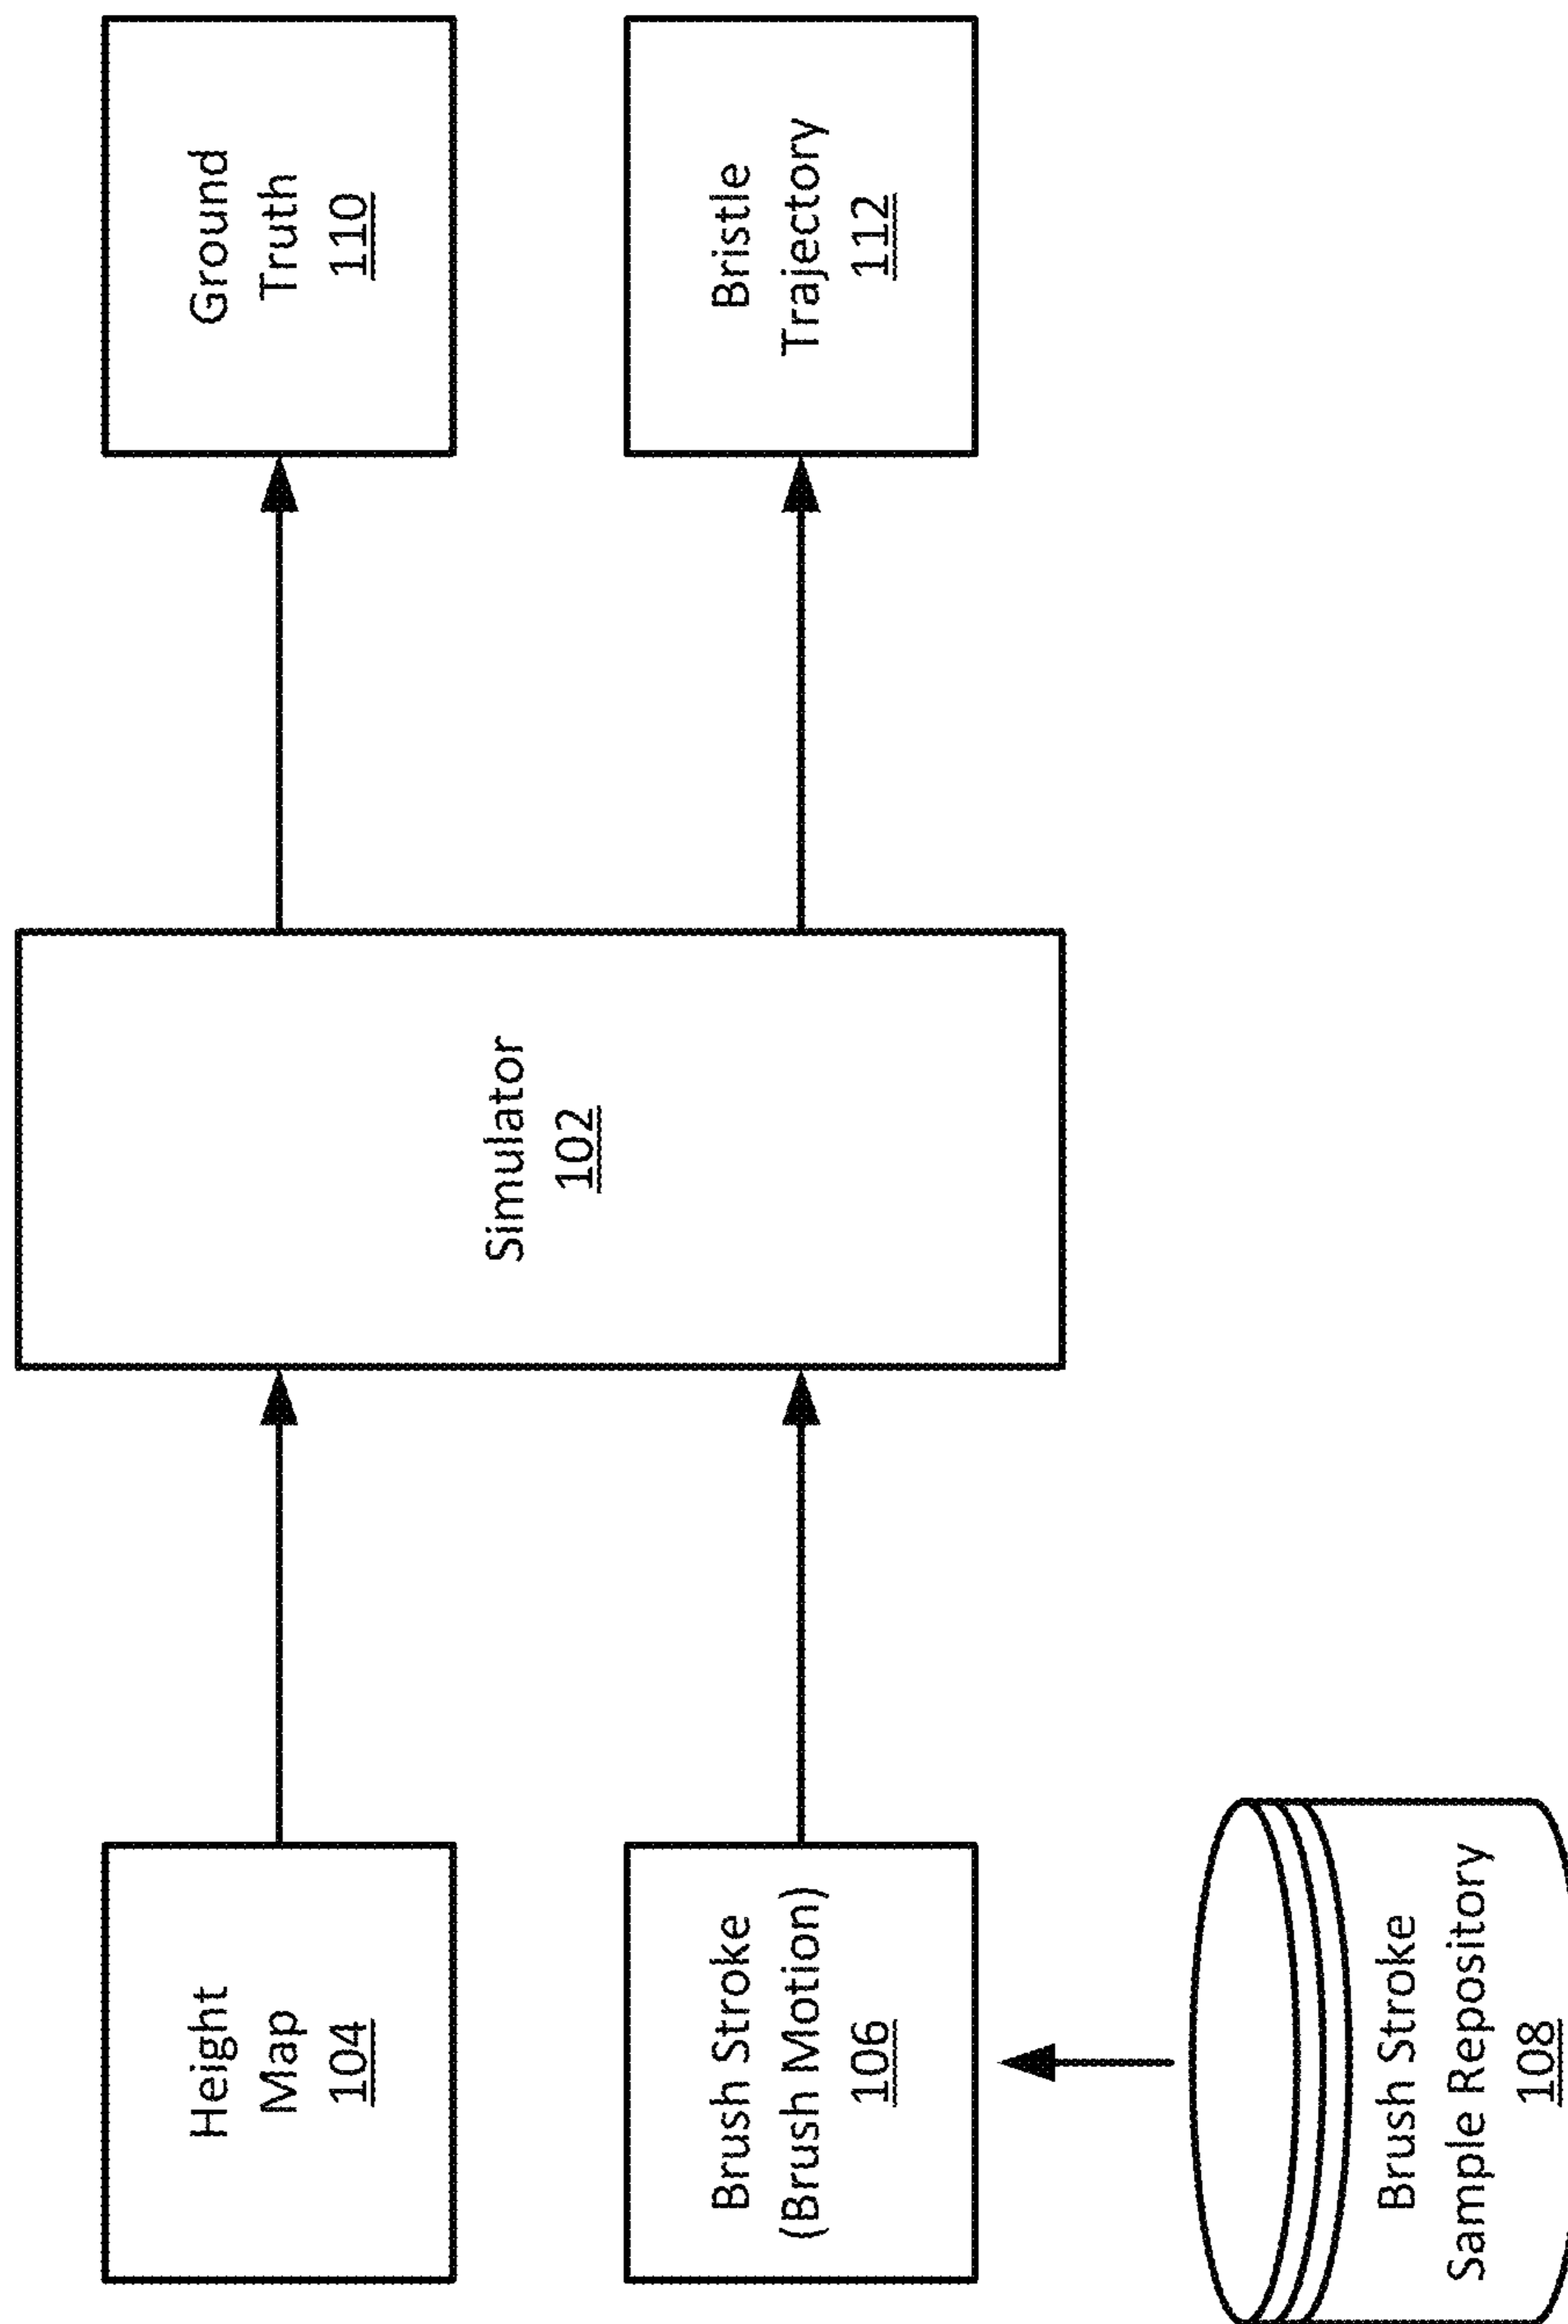 Height
Map
104
Brush Stroke
(Brush Motion)
106
Brush Stroke
Sample Repository
108
Simulator
102
Ground
Truth
110
Bristle
Trajectory
112